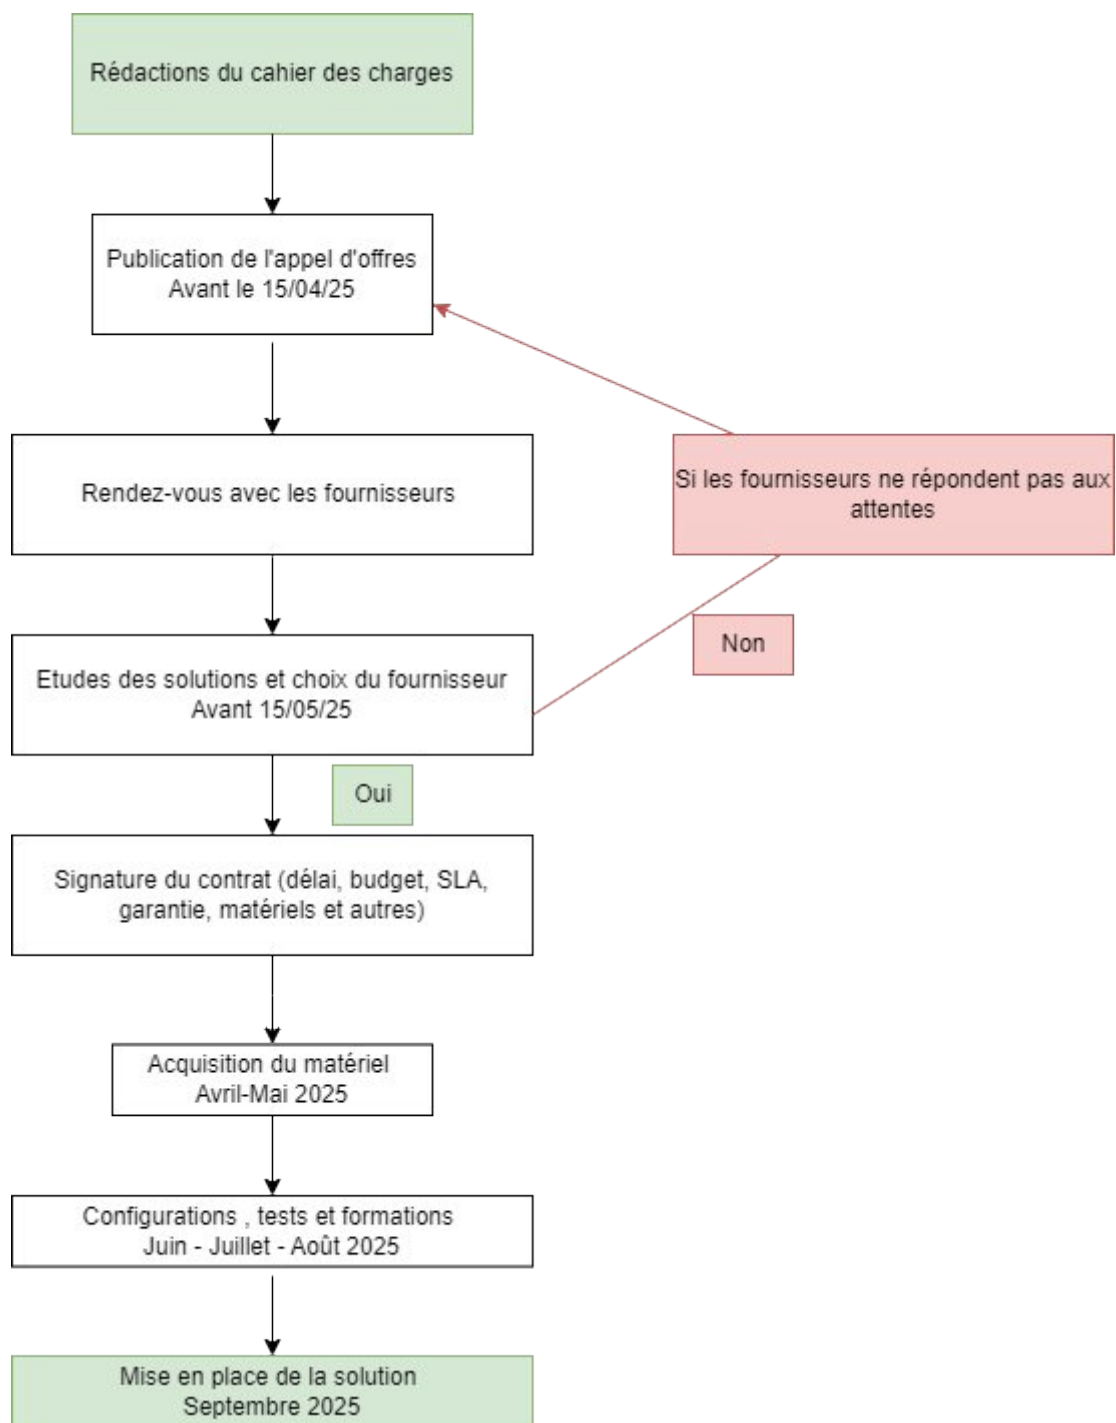 Rédactions du cahier des charges
Publication de l'appel d'offres
Avant le 15/04/25
Rendez-vous avec les fournisseurs
Si les fournisseurs ne répondent pas aux
attentes
Non
Etudes des solutions et choix du fournisseur
Avant 15/05/25
Oui
Signature du contrat (délai, budget, SLA,
garantie, matériels et autres)
Acquisition du matériel
Avril-Mai 2025
Configurations , tests et formations
Juin - Juillet - Août 2025
Mise en place de la solution
Septembre 2025